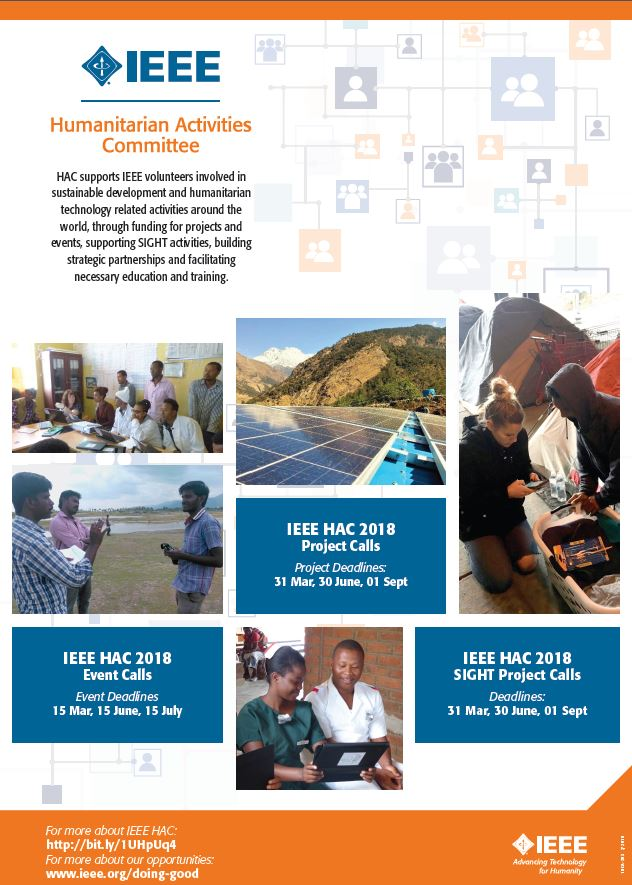 IEEE
Humanitarian Activities
Committee
HAC supports IEEE volunteers involved in
sustainable development and humanitarian
technology related activities around the
world, through funding for projects and
events, supporting SIGHT activities, building
strategic partnerships and facilitating
necessary education and training.
IEEE HAC 2018
Project Calls
Project Deadlines:
31 Mar, 30 June, 01 Sept
IEEE HAC 2018
Event Calls
Event Deadlines
15 Mar, 15 June, 15 July
IEEE HAC 2018
SIGHT Project Calls
Deadlines:
31 Mar, 30 June, 01 Sept
For more about IEEE HAC:
http://bit.ly/1UHpUq4
For more about our opportunities:
www.ieee.org/doing-good
IEEE
Advancing Technology
for Humanity